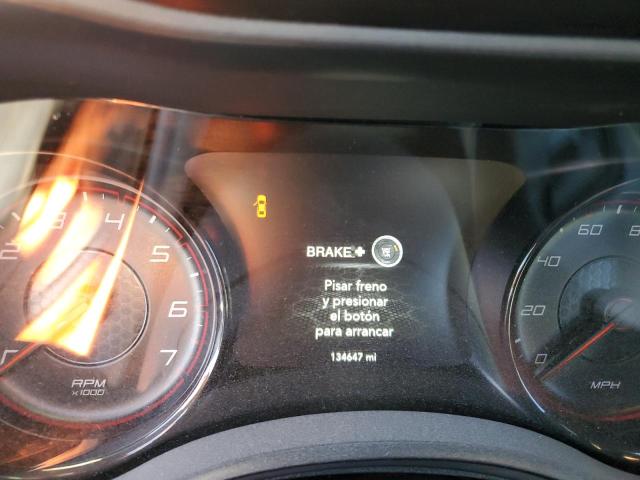 2 3 4 5 6 7
RPM
x1000
BRAKE +
Pisar freno
y presionar
el botón
para arrancar
134647 mi
0 20 40 60
MPH